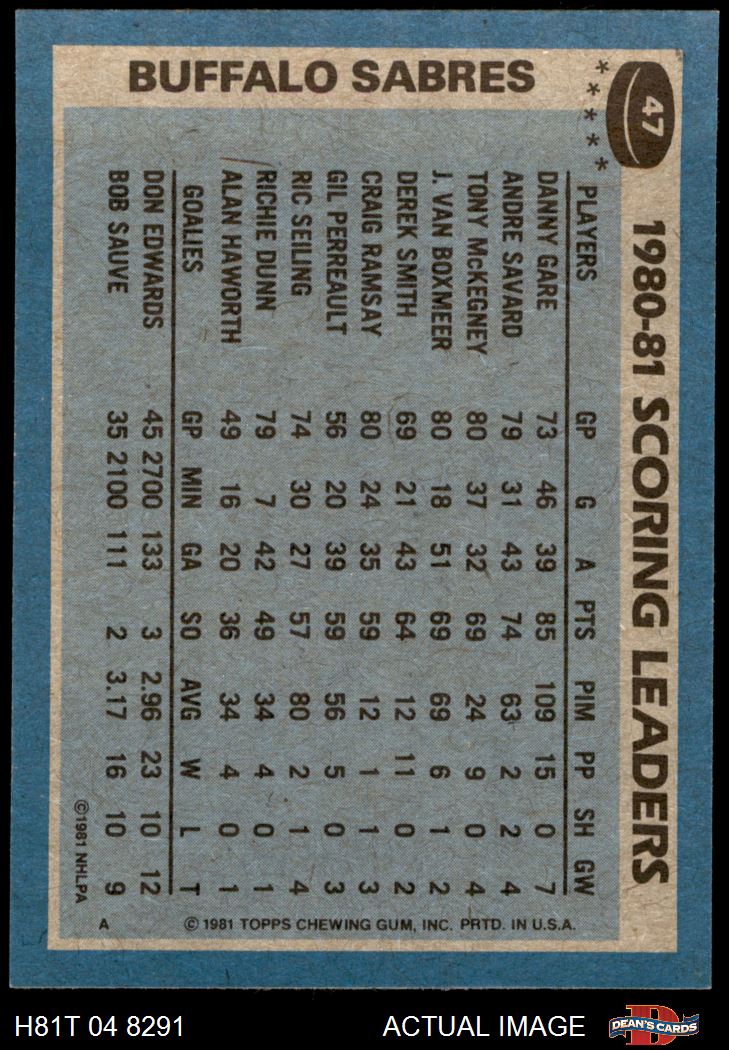 BUFFALO SABRES
47
*****
1980-81 SCORING LEADERS
PLAYERS GP G A PTS PIM PP SH GW
DANNY GARE 73 46 39 85 109 15 0 7
ANDRE SAVARD 79 31 43 74 63 2 2 4
TONY McKEGNEY 80 37 32 69 24 9 0 4
J. VAN BOXMEER 80 18 51 69 69 6 1 2
DEREK SMITH 69 21 43 64 12 11 0 2
CRAIG RAMSAY 80 24 35 59 12 1 1 3
GIL PERREAULT 56 20 39 59 56 5 0 3
RIC SEILING 74 30 27 57 80 2 1 4
RICHIE DUNN 79 7 42 49 34 4 0 1
ALAN HAWORTH 49 16 20 36 34 4 0 1
GOALIES GP MIN GA SO AVG W L T
DON EDWARDS 45 2700 133 3 2.96 23 10 12
BOB SAUVE 35 2100 111 2 3.17 16 10 9
©1981 NHLPA
A
© 1981 TOPPS CHEWING GUM, INC. PRTD. IN U.S.A.
H81T 04 8291
ACTUAL IMAGE
DEAN'S CARDS